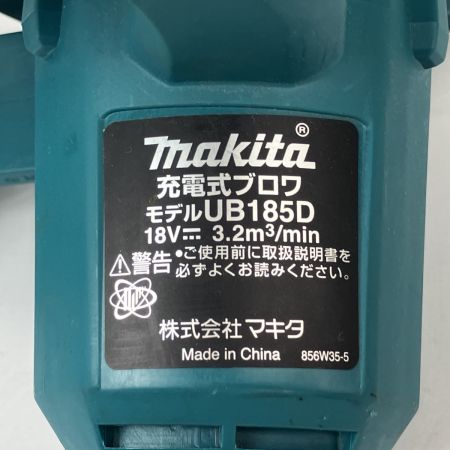 makita®
充電式ブロワ
モデルUB185D
18V⎓ 3.2m³/min
⚠警告 •ご使用前に取扱説明書を
必ずよくお読みください。
株式会社 マキタ
Made in China 856W35-5